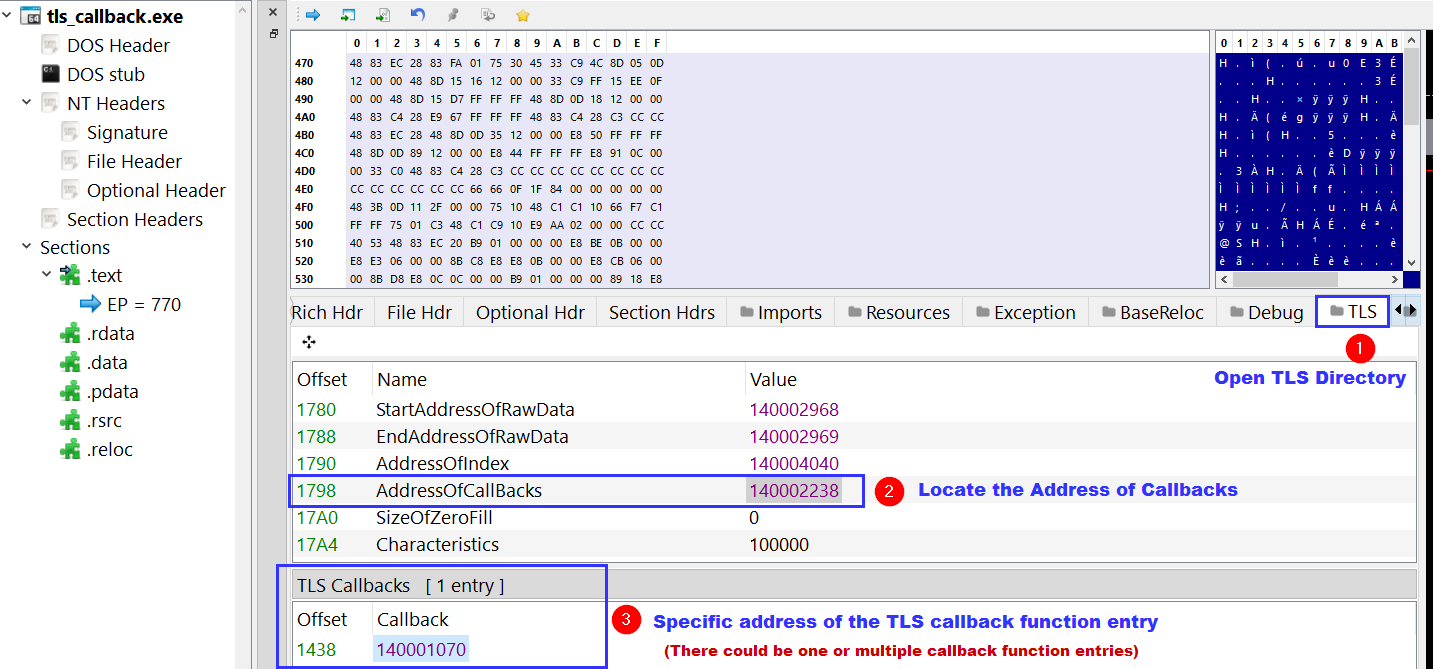 tls_callback.exe
DOS Header
DOS stub
NT Headers
Signature
File Header
Optional Header
Section Headers
Sections
.text
EP = 770
.rdata
.data
.pdata
.rsrc
.reloc
0 1 2 3 4 5 6 7 8 9 A B C D E F
470 48 83 EC 28 83 FA 01 75 30 45 33 C9 4C 8D 05 0D
480 12 00 00 48 8D 15 16 12 00 00 33 C9 FF 15 EE 0F
490 00 00 48 8D 15 D7 FF FF FF 48 8D 0D 18 12 00 00
4A0 48 83 C4 28 E9 67 FF FF FF 48 83 C4 28 C3 CC CC
4B0 48 83 EC 28 48 8D 0D 35 12 00 00 E8 50 FF FF FF
4C0 48 8D 0D 89 12 00 00 E8 44 FF FF FF E8 91 0C 00
4D0 00 33 C0 48 83 C4 28 C3 CC CC CC CC CC CC CC CC
4E0 CC CC CC CC CC CC 66 66 0F 1F 84 00 00 00 00 00
4F0 48 3B 0D 11 2F 00 00 75 10 48 C1 C1 10 66 F7 C1
500 FF FF 75 01 C3 48 C1 C9 10 E9 AA 02 00 00 CC CC
510 40 53 48 83 EC 20 B9 01 00 00 00 E8 BE 0B 00 00
520 E8 E3 06 00 00 8B C8 E8 E8 0B 00 00 E8 CB 06 00
530 00 8B D8 E8 0C 0C 00 00 B9 01 00 00 00 89 18 E8
0 1 2 3 4 5 6 7 8 9 A B
H . ì ( . ú . u 0 E 3 É
. . . H . . . . . . 3 É
. . H . . × ÿ ÿ ÿ H . .
H . Ä ( é g ÿ ÿ ÿ H . Ä
H . ì ( H . . 5 . . . è
H . . . . . . è D ÿ ÿ ÿ
. 3 À H . Ä ( Ã Ì Ì Ì Ì
Ì Ì Ì Ì Ì Ì f f . . . .
H ; . . / . . u . H Á Á
ÿ ÿ u . Ã H Á É . é ª .
@ S H . ì . ¹ . . . . è
è ã . . . . È è è . . .
Rich Hdr File Hdr Optional Hdr Section Hdrs Imports Resources Exception BaseReloc Debug TLS
1
Open TLS Directory
Offset Name Value
1780 StartAddressOfRawData 140002968
1788 EndAddressOfRawData 140002969
1790 AddressOfIndex 140004040
1798 AddressOfCallBacks 140002238
2 Locate the Address of Callbacks
17A0 SizeOfZeroFill 0
17A4 Characteristics 100000
TLS Callbacks [ 1 entry ]
Offset Callback
1438 140001070
3 Specific address of the TLS callback function entry
(There could be one or multiple callback function entries)